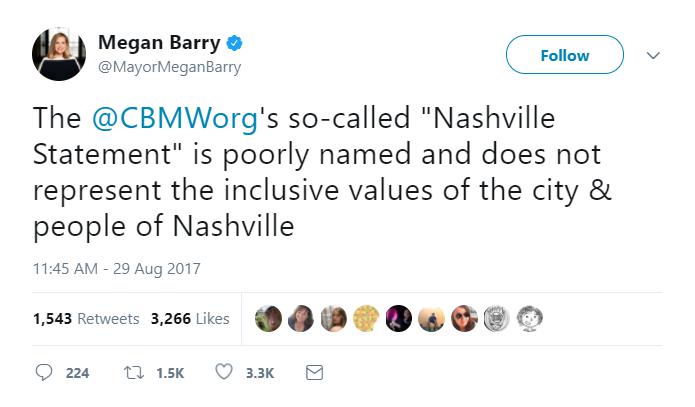 Megan Barry
@MayorMeganBarry
Follow
The @CBMWorg's so-called "Nashville
Statement" is poorly named and does not
represent the inclusive values of the city &
people of Nashville
11:45 AM - 29 Aug 2017
1,543 Retweets 3,266 Likes
224 1.5K 3.3K